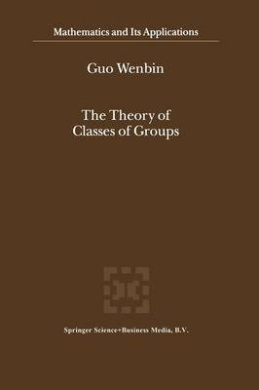 Mathematics and Its Applications
Guo Wenbin
The Theory of
Classes of Groups
Springer Science+Business Media, B.V.